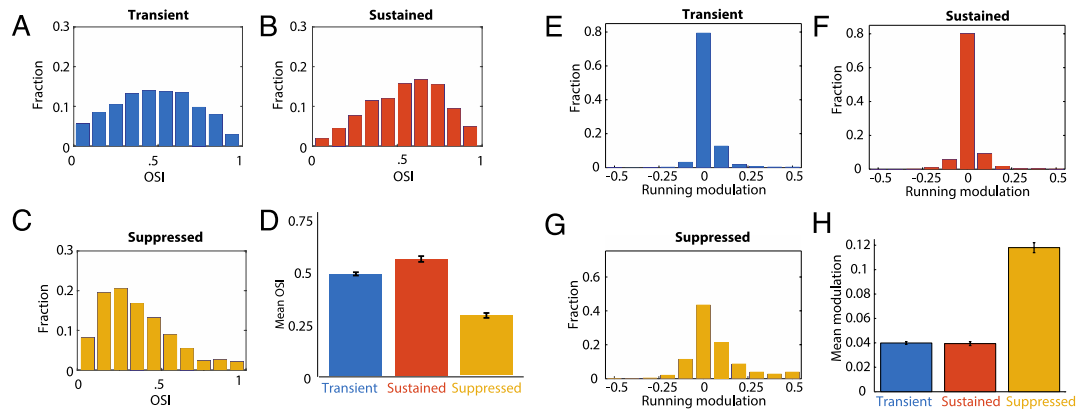 A
Transient
Fraction
0.3
0.2
0.1
0
0
.5
1
OSI
B
Sustained
Fraction
0.3
0.2
0.1
0
0
.5
1
OSI
C
Suppressed
Fraction
0.3
0.2
0.1
0
0
.5
1
OSI
D
Mean OSI
0.75
0.5
0.25
0
Transient
Sustained
Suppressed
E
Transient
Fraction
0.8
0.6
0.4
0.2
0
-0.5
-0.25
0
0.25
0.5
Running modulation
F
Sustained
0.8
0.6
0.4
0.2
0
-0.5
-0.25
0
0.25
0.5
Running modulation
G
Suppressed
Fraction
0.6
0.4
0.2
0
-0.5
-0.25
0
0.25
0.5
Running modulation
H
Mean modulation
0.12
0.10
0.08
0.06
0.04
0.02
0
Transient
Sustained
Suppressed